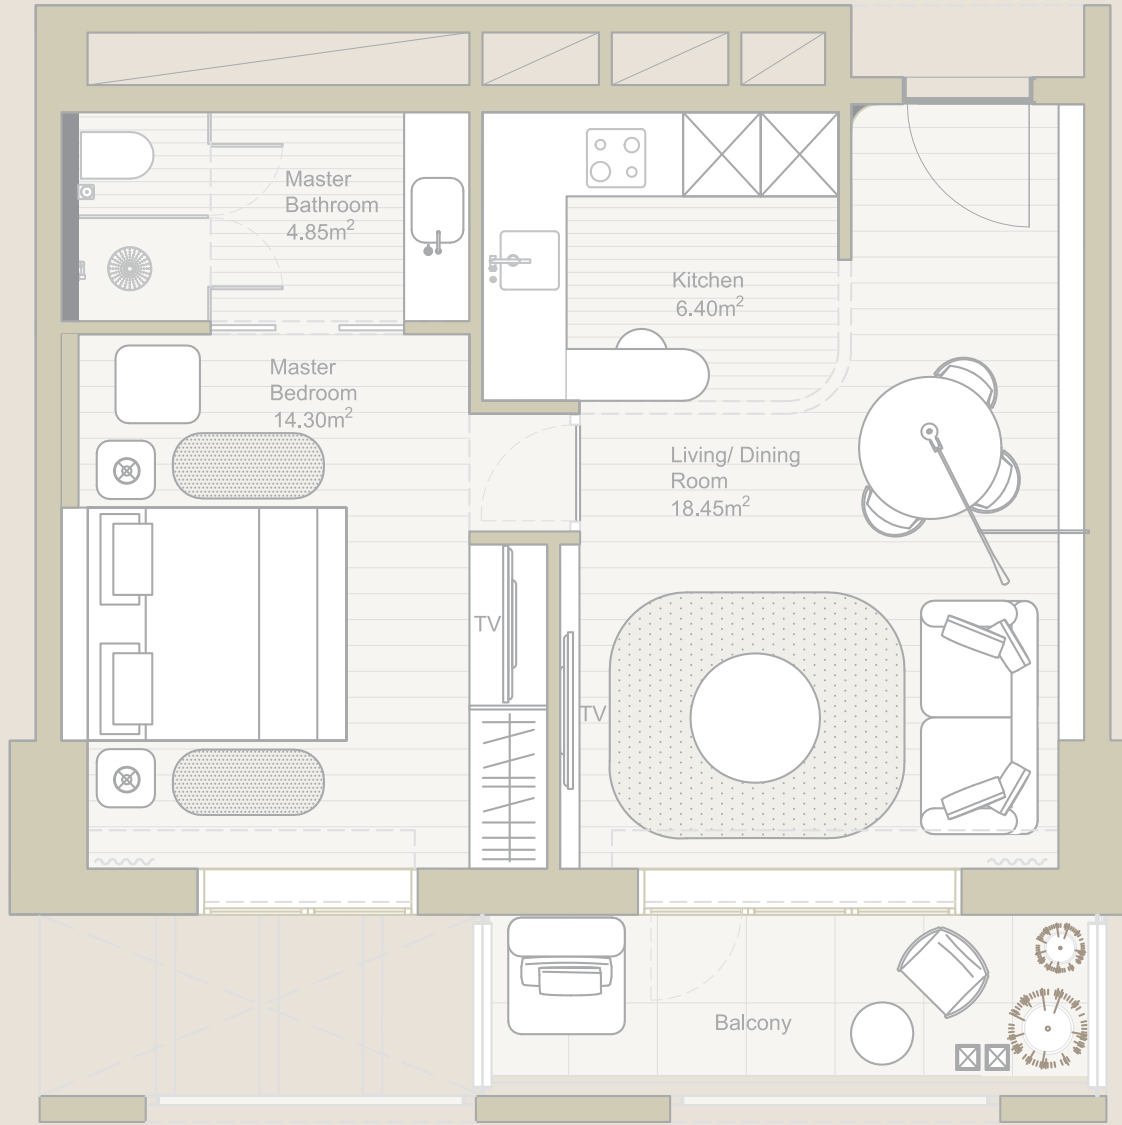 Master
Bathroom
4.85m²
Kitchen
6.40m²
Master
Bedroom
14.30m²
Living/ Dining
Room
18.45m²
TV
TV
Balcony